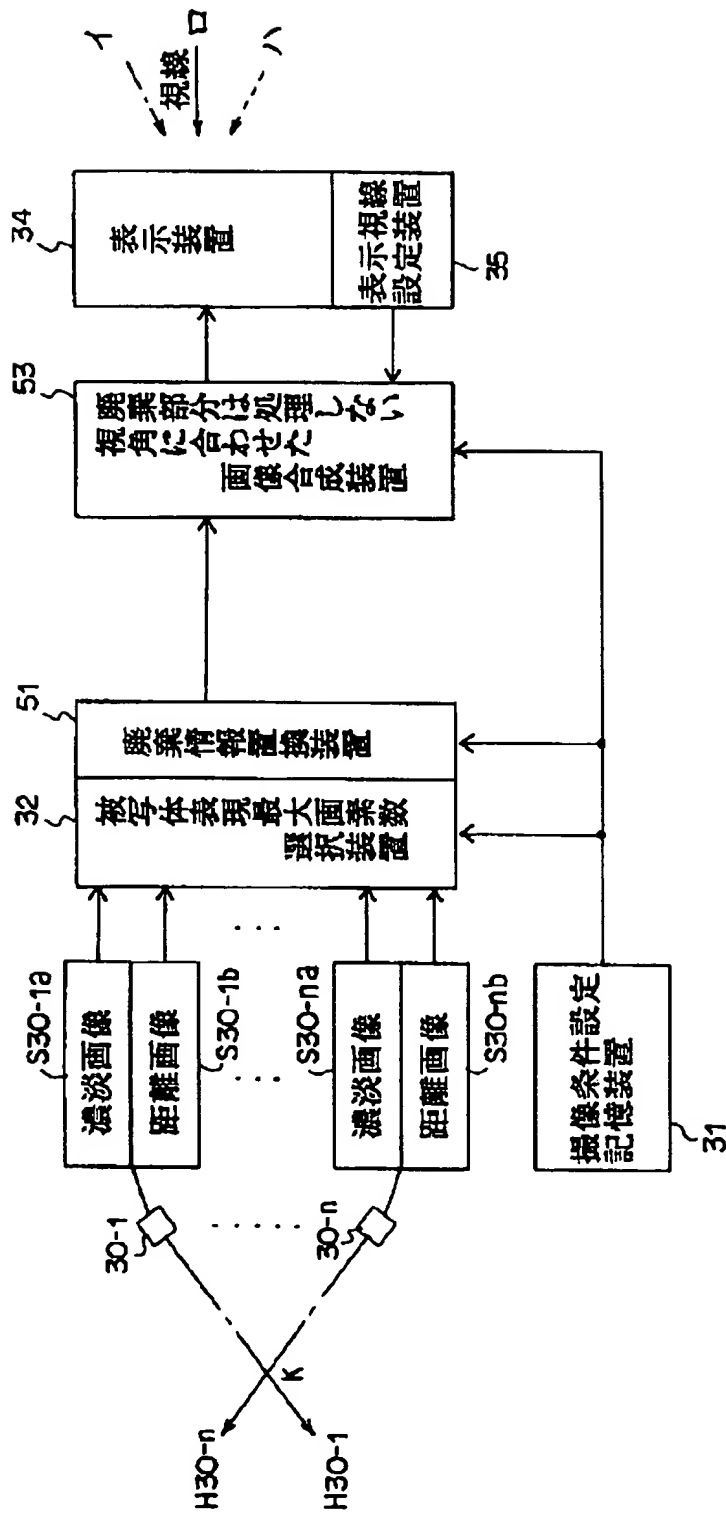 H30-n
H30-1
K
30-1
30-n
S30-1a
濃淡画像
距離画像
S30-1b
S30-na
濃淡画像
距離画像
S30-nb
撮像条件設定
記憶装置
31
32
被写体表現最大面素数
選択装置
51
廃棄情報置換装置
53
廃棄部分は処理しない
視角に合わせた
画像合成装置
34
表示装置
表示視線
設定装置
35
イ
視線
ロ
ハ